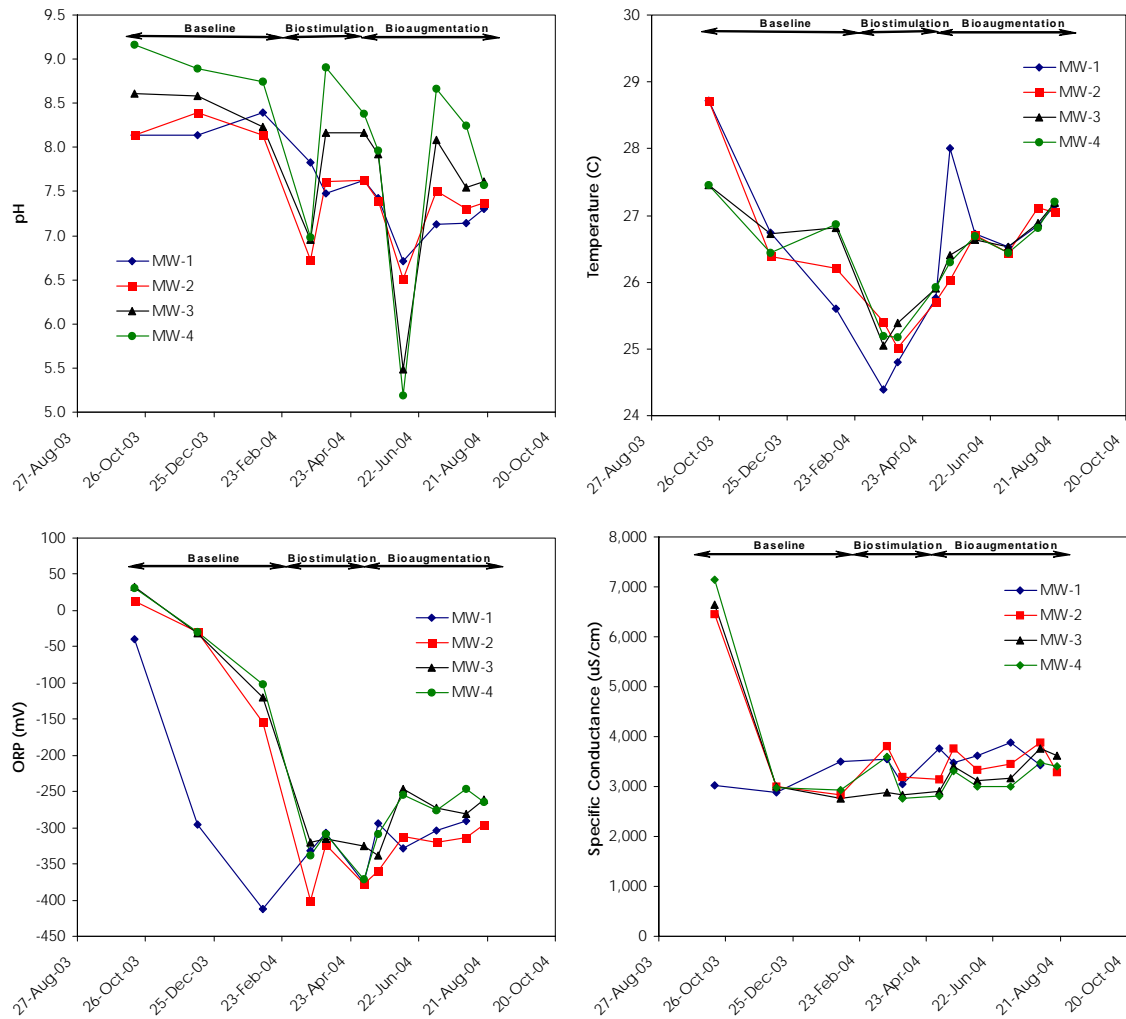 Baseline Biostimulation Bioaugmentation
9.5
9.0
8.5
8.0
7.5
7.0
6.5
6.0
5.5
5.0
pH
MW-1
MW-2
MW-3
MW-4
27-Aug-03 26-Oct-03 25-Dec-03 23-Feb-04 23-Apr-04 22-Jun-04 21-Aug-04 20-Oct-04
Baseline Biostimulation Bioaugmentation
30
29
28
27
26
25
24
Temperature (C)
MW-1
MW-2
MW-3
MW-4
27-Aug-03 26-Oct-03 25-Dec-03 23-Feb-04 23-Apr-04 22-Jun-04 21-Aug-04 20-Oct-04
Baseline Biostimulation Bioaugmentation
100
50
0
-50
-100
-150
-200
-250
-300
-350
-400
-450
ORP (mV)
MW-1
MW-2
MW-3
MW-4
27-Aug-03 26-Oct-03 25-Dec-03 23-Feb-04 23-Apr-04 22-Jun-04 21-Aug-04 20-Oct-04
Baseline Biostimulation Bioaugmentation
8,000
7,000
6,000
5,000
4,000
3,000
2,000
1,000
0
Specific Conductance (uS/cm)
MW-1
MW-2
MW-3
MW-4
27-Aug-03 26-Oct-03 25-Dec-03 23-Feb-04 23-Apr-04 22-Jun-04 21-Aug-04 20-Oct-04